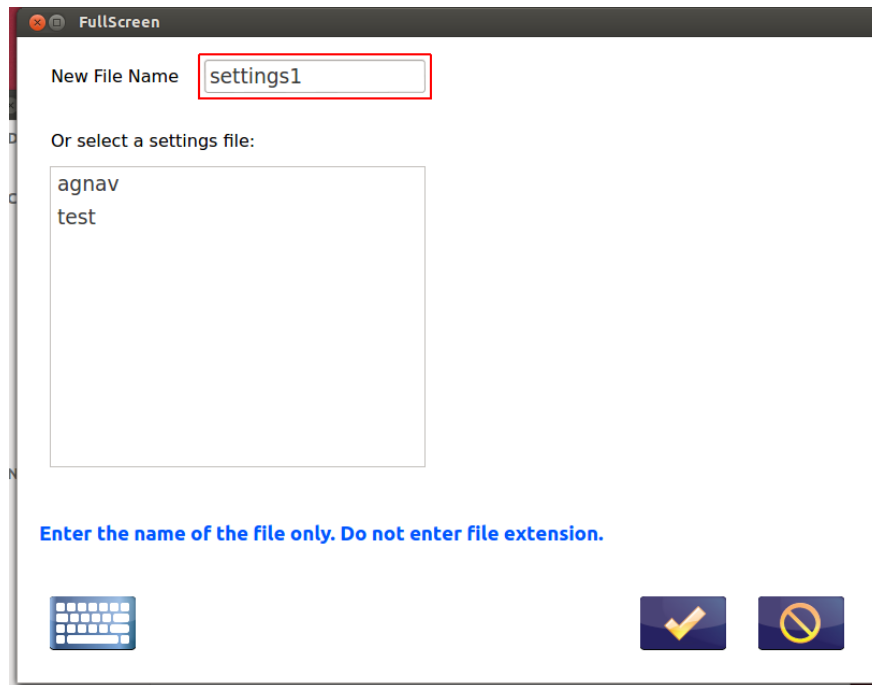 FullScreen
New File Name settings1
Or select a settings file:
agnav
test
Enter the name of the file only. Do not enter file extension.